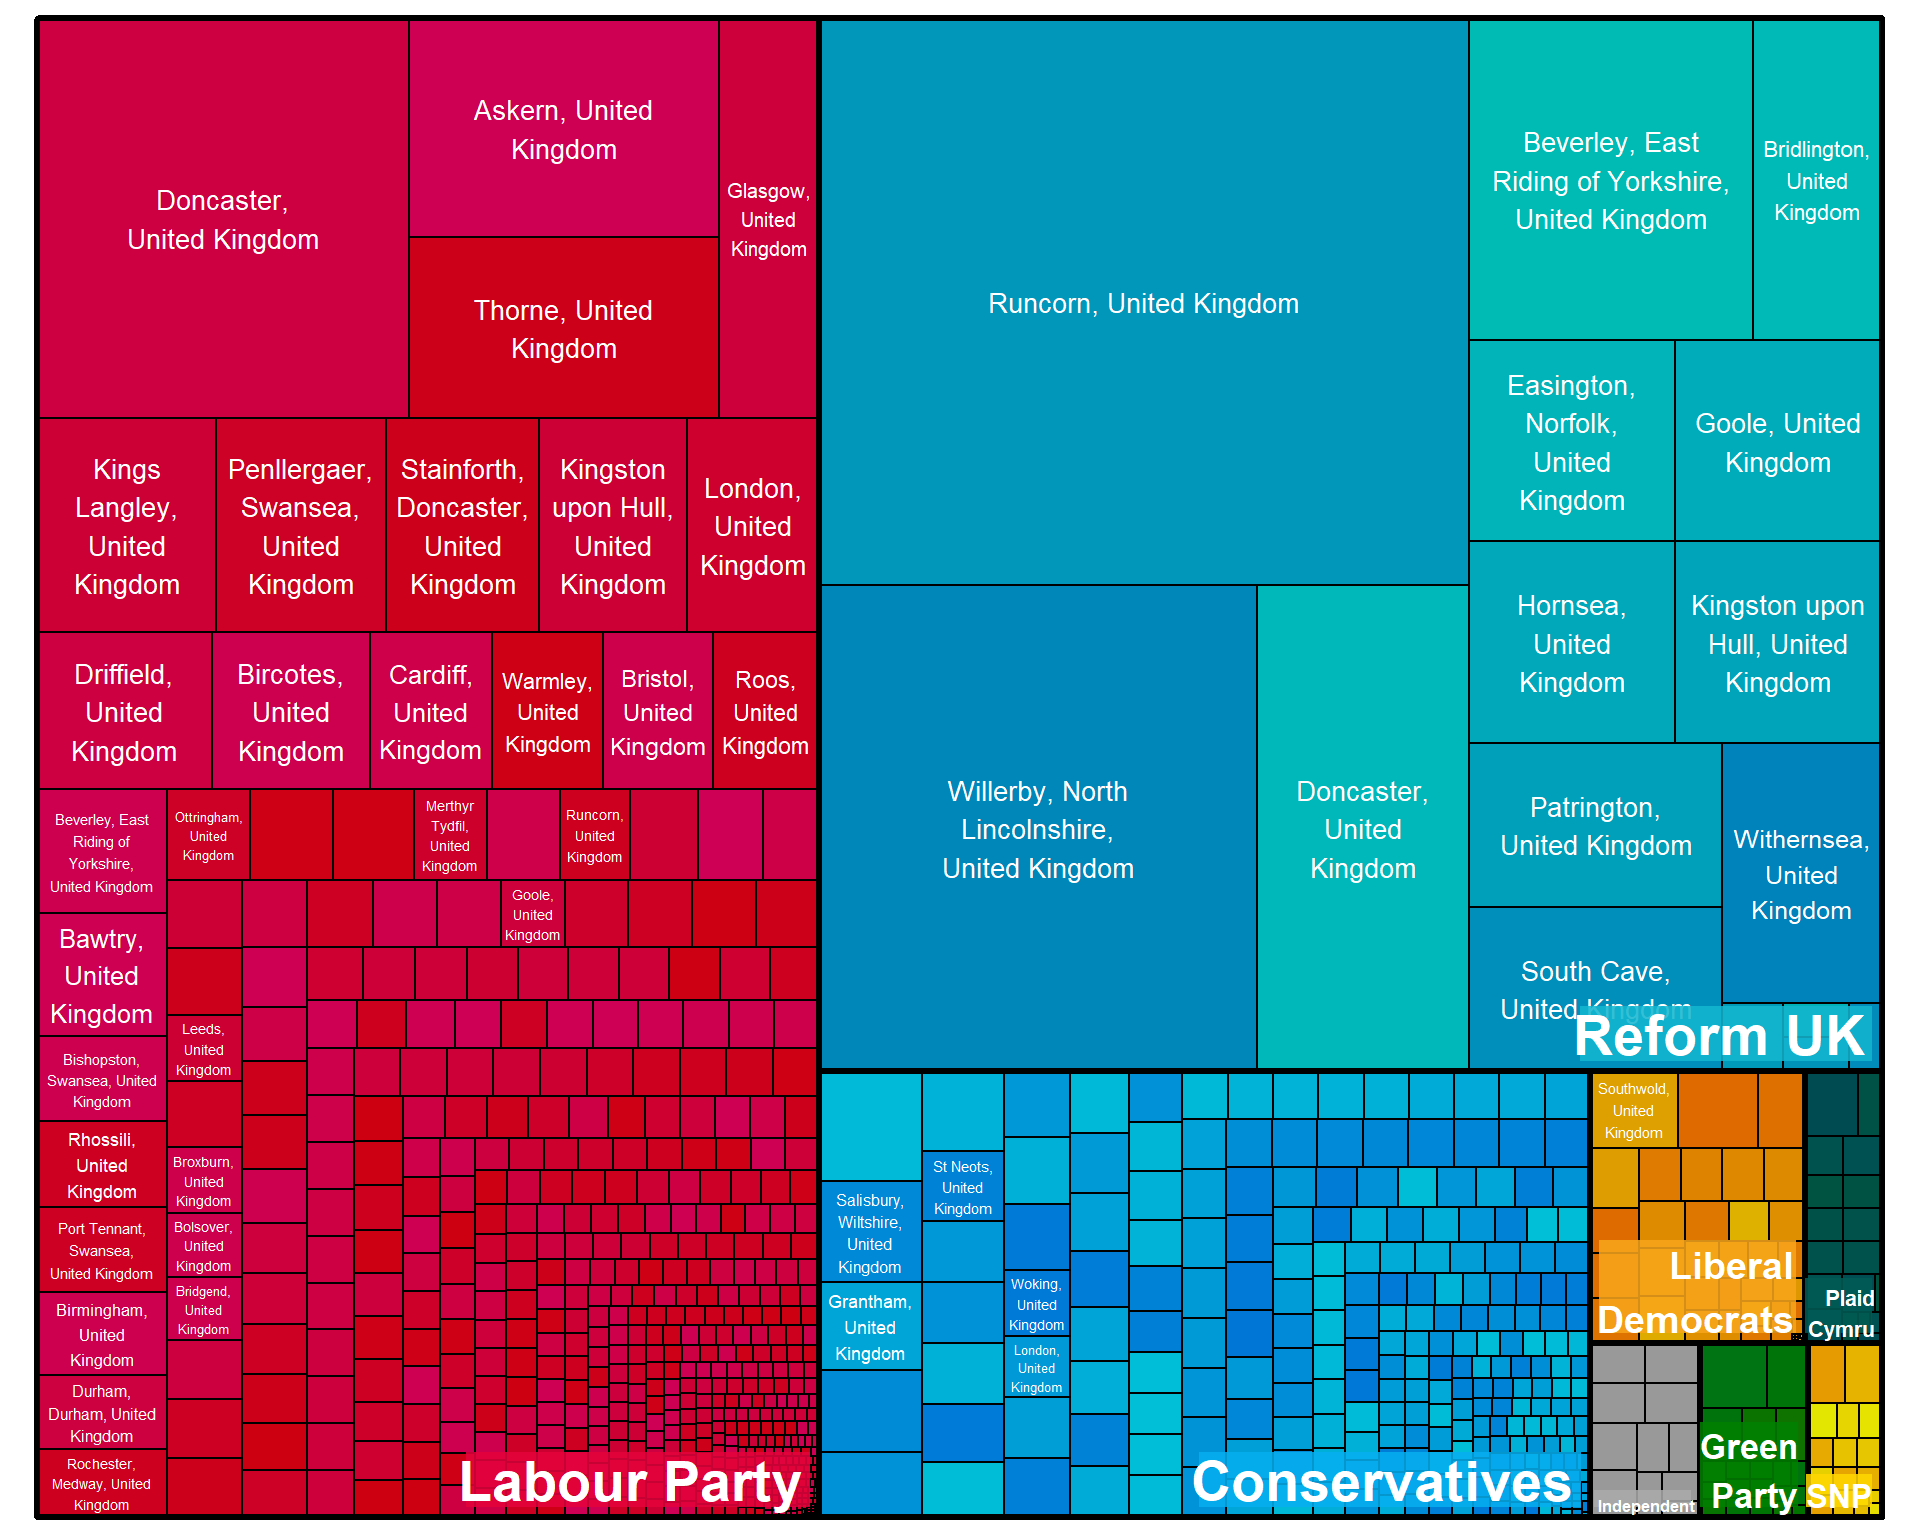 Doncaster,
United Kingdom
Askern, United
Kingdom
Thorne, United
Kingdom
Glasgow,
United
Kingdom
Kings
Langley,
United
Kingdom
Penllergaer,
Swansea,
United
Kingdom
Stainforth,
Doncaster,
United
Kingdom
Kingston
upon Hull,
United
Kingdom
London,
United
Kingdom
Driffield,
United
Kingdom
Bircotes,
United
Kingdom
Cardiff,
United
Kingdom
Warmley,
United
Kingdom
Bristol,
United
Kingdom
Roos,
United
Kingdom
Beverley, East
Riding of
Yorkshire,
United Kingdom
Ottringham,
United
Kingdom
Merthyr
Tydfil,
United
Kingdom
Runcorn,
United
Kingdom
Goole,
United
Kingdom
Bawtry,
United
Kingdom
Leeds,
United
Kingdom
Bishopston,
Swansea, United
Kingdom
Rhossili,
United
Kingdom
Broxburn,
United
Kingdom
Port Tennant,
Swansea,
United Kingdom
Bolsover,
United
Kingdom
Birmingham,
United
Kingdom
Bridgend,
United
Kingdom
Durham,
Durham, United
Kingdom
Rochester,
Medway, United
Kingdom
Labour Party
Runcorn, United Kingdom
Beverley, East
Riding of Yorkshire,
United Kingdom
Bridlington,
United
Kingdom
Easington,
Norfolk,
United
Kingdom
Goole, United
Kingdom
Hornsea,
United
Kingdom
Kingston upon
Hull, United
Kingdom
Willerby, North
Lincolnshire,
United Kingdom
Doncaster,
United
Kingdom
Patrington,
United Kingdom
Withernsea,
United
Kingdom
South Cave,
United Kingdom
Reform UK
Salisbury,
Wiltshire,
United
Kingdom
St Neots,
United
Kingdom
Grantham,
United
Kingdom
Woking,
United
Kingdom
London,
United
Kingdom
Conservatives
Southwold,
United
Kingdom
Liberal
Democrats
Plaid
Cymru
Independent
Green
Party
SNP